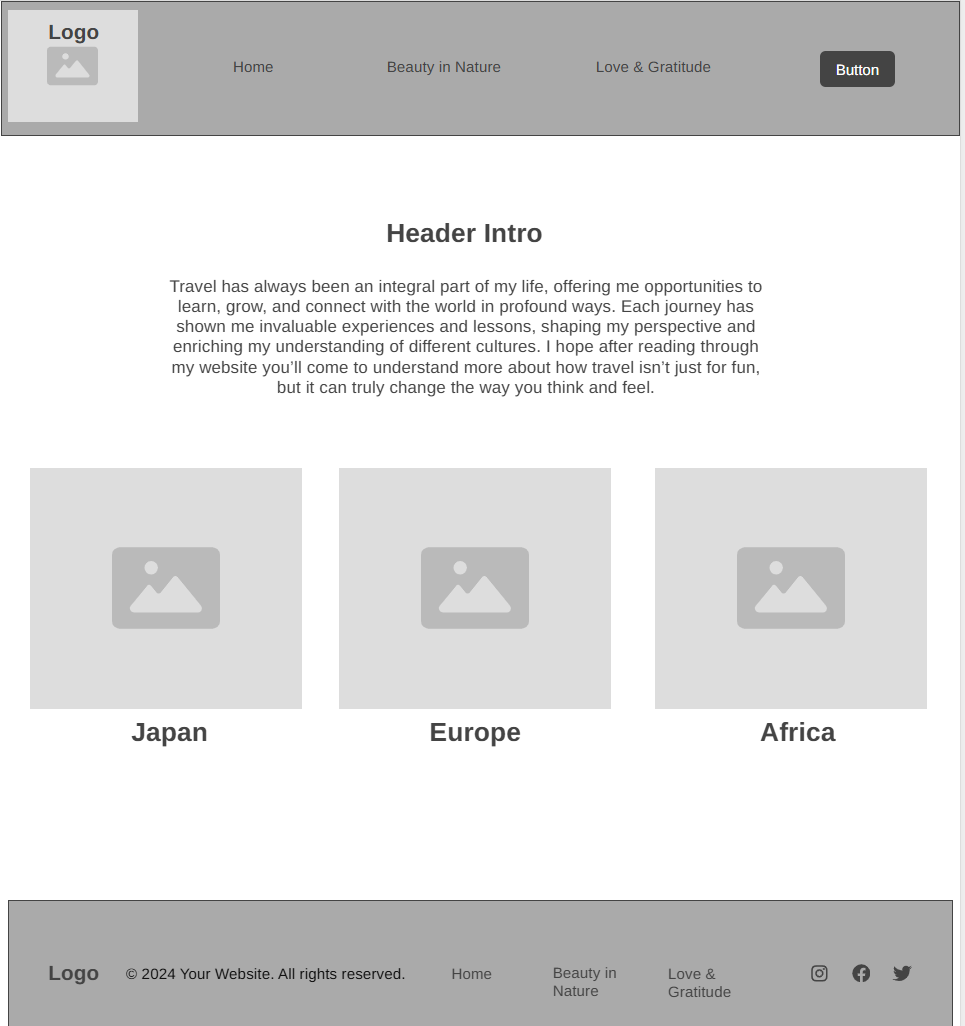 Logo
Home
Beauty in Nature
Love & Gratitude
Button
Header Intro
Travel has always been an integral part of my life, offering me opportunities to
learn, grow, and connect with the world in profound ways. Each journey has
shown me invaluable experiences and lessons, shaping my perspective and
enriching my understanding of different cultures. I hope after reading through
my website you’ll come to understand more about how travel isn’t just for fun,
but it can truly change the way you think and feel.
Japan
Europe
Africa
Logo
© 2024 Your Website. All rights reserved.
Home
Beauty in
Nature
Love &
Gratitude